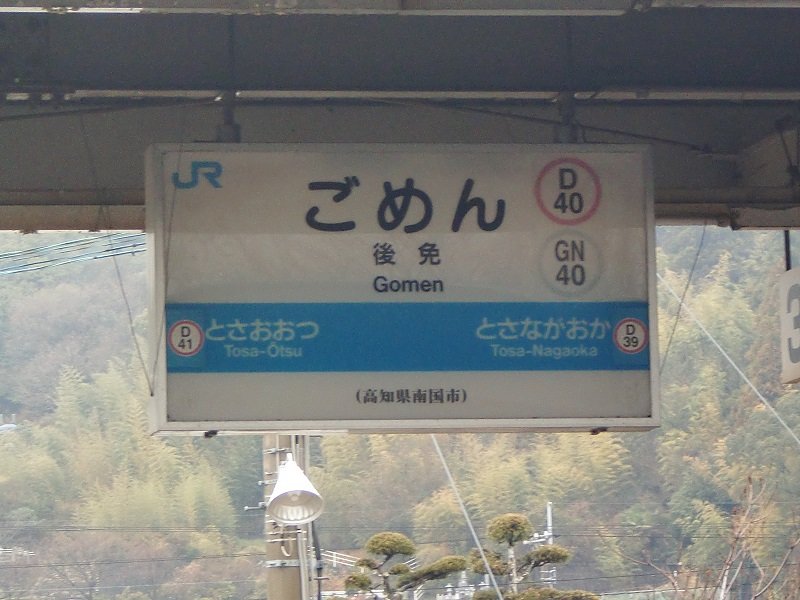 JR
ごめん
後免
Gomen
D
40
GN
40
D
41
とさおおつ
Tosa-Ōtsu
とさながおか
Tosa-Nagaoka
D
39
(高知県南国市)
3